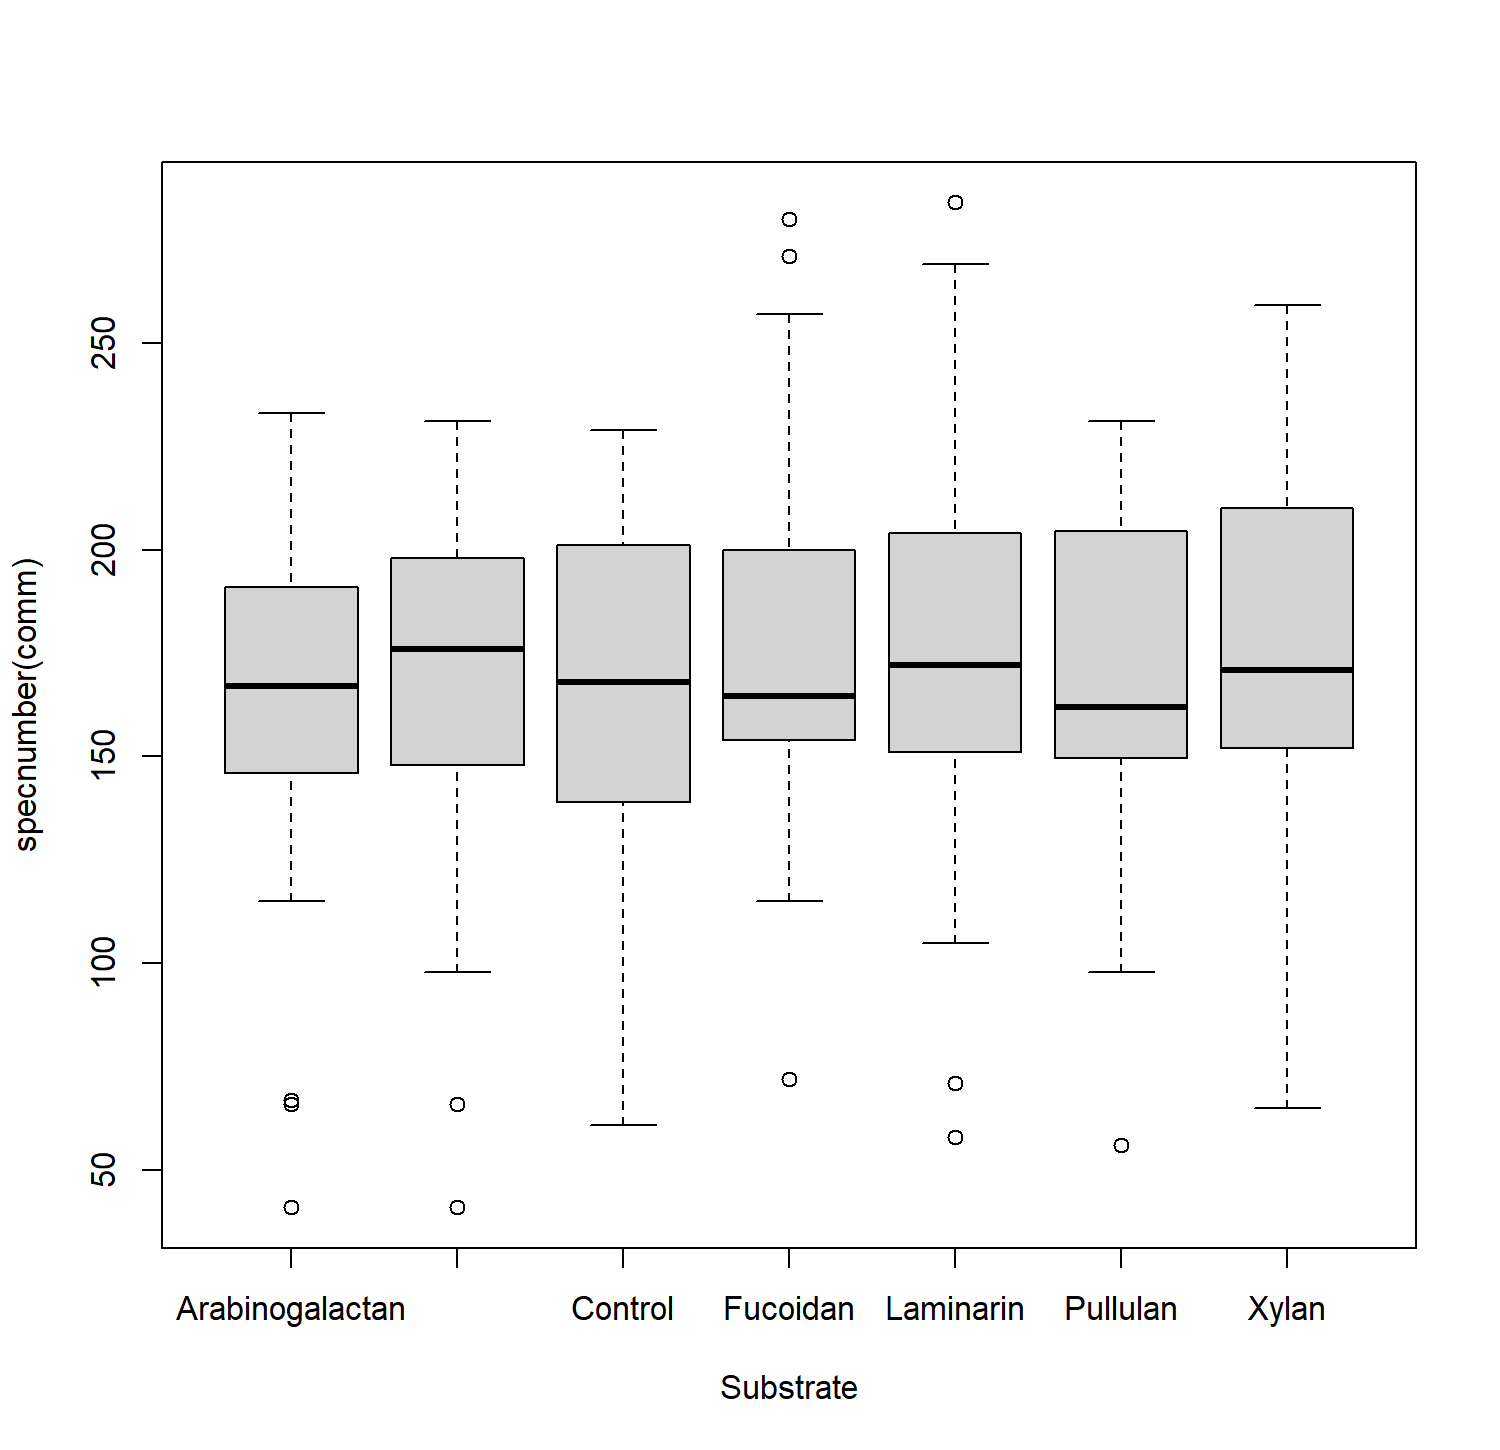 250
200
150
100
50
specnumber(comm)
Arabinogalactan Control Fucoidan Laminarin Pullulan Xylan
Substrate